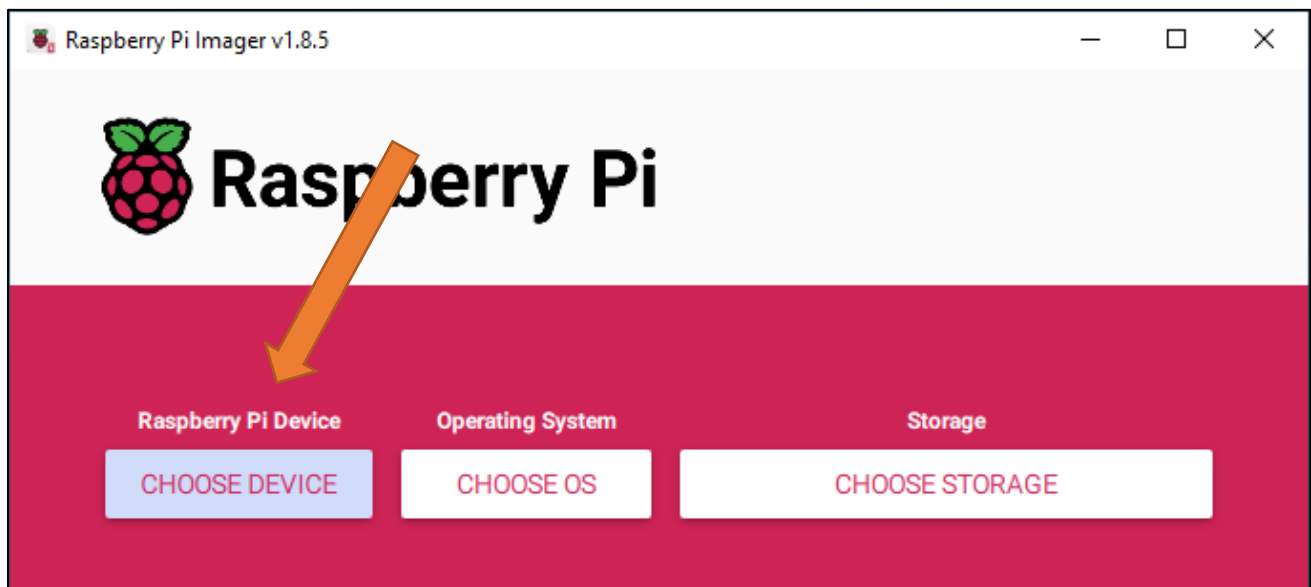 Raspberry Pi Imager v1.8.5
Raspberry Pi
Raspberry Pi Device
Operating System
Storage
CHOOSE DEVICE
CHOOSE OS
CHOOSE STORAGE